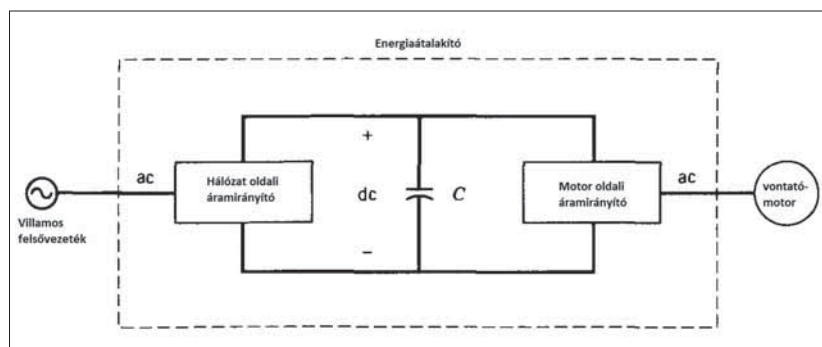 Energiaátalakító
ac
Hálózat oldali
áramirányító
+
dc
−
C
Motor oldali
áramirányító
ac
vontató-
motor
Villamos
felsővezeték